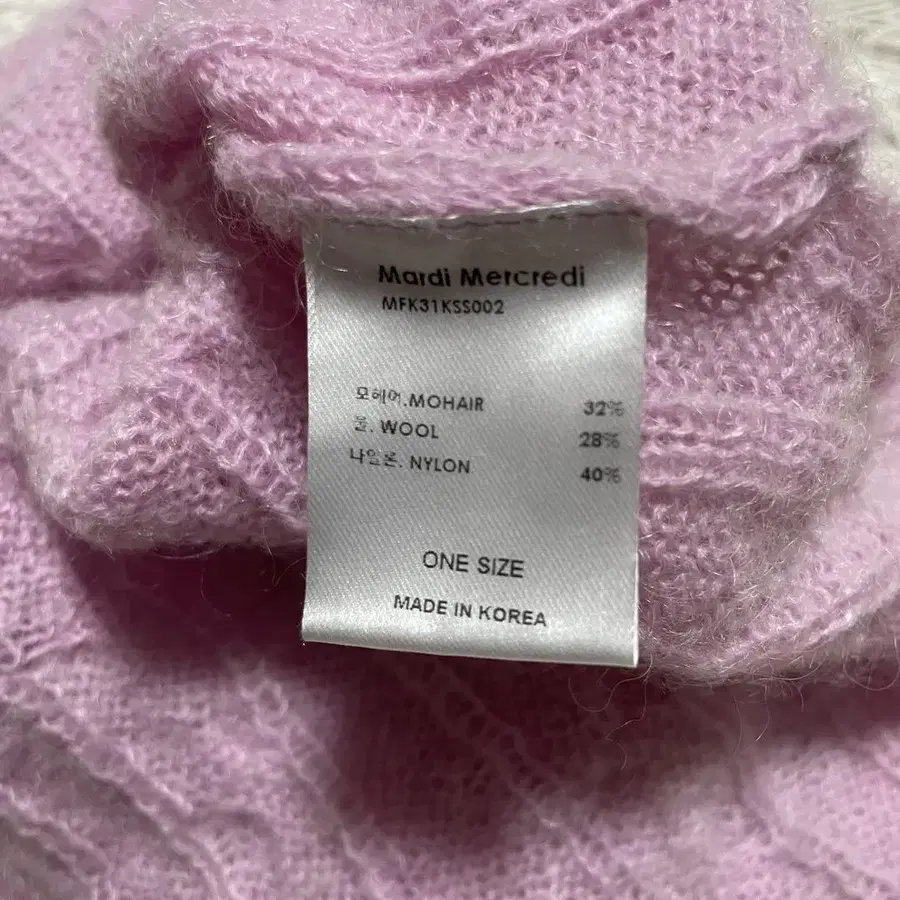 Mardi Mercredi
MFK31KSS002
모헤어.MOHAIR 32%
울. WOOL 28%
나일론. NYLON 40%
ONE SIZE
MADE IN KOREA